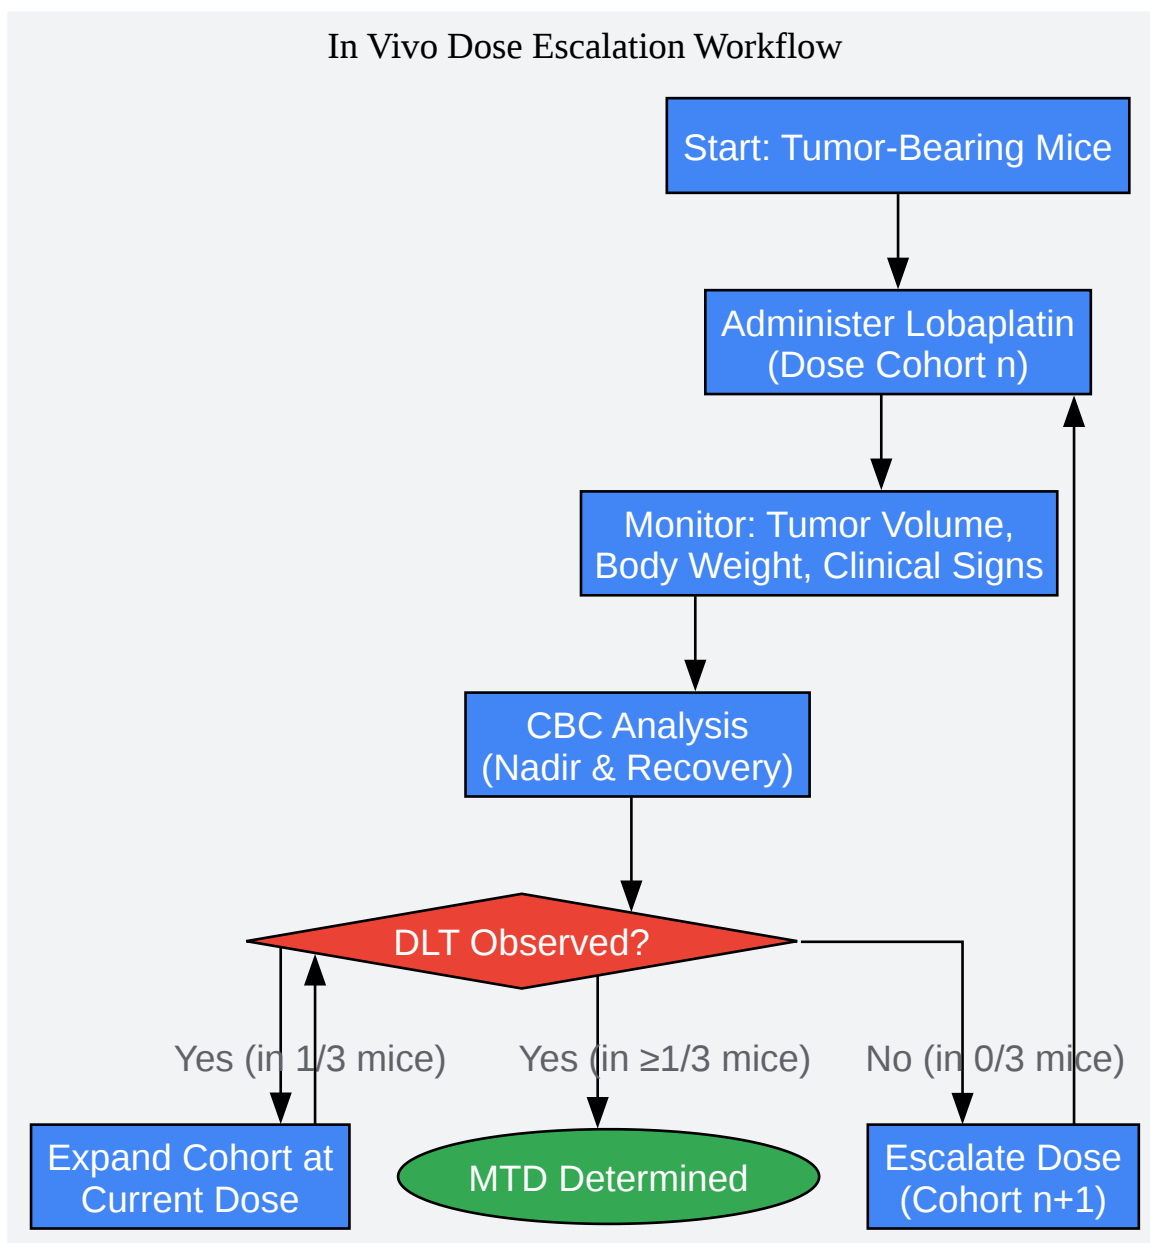 In Vivo Dose Escalation Workflow
Start: Tumor-Bearing Mice
Administer Lobaplatin
(Dose Cohort n)
Monitor: Tumor Volume,
Body Weight, Clinical Signs
CBC Analysis
(Nadir & Recovery)
DLT Observed?
Yes (in 1/3 mice)
Yes (in ≥1/3 mice)
No (in 0/3 mice)
Expand Cohort at
Current Dose
MTD Determined
Escalate Dose
(Cohort n+1)